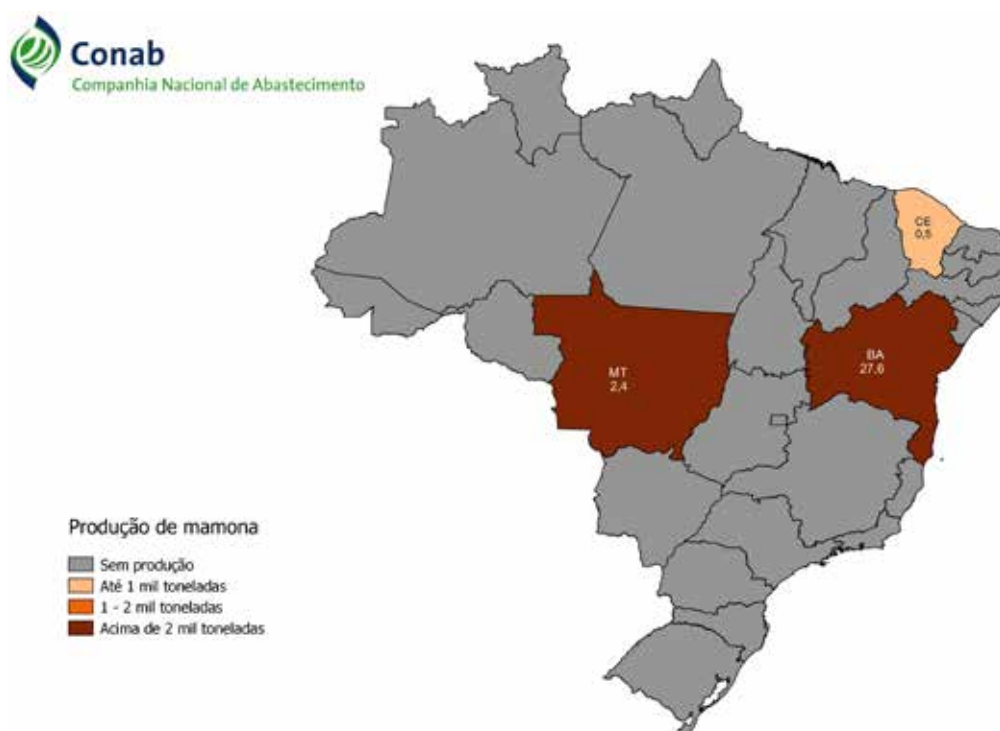 Conab
Companhia Nacional de Abastecimento
CE
0,5
BA
27,6
MT
2,4
Produção de mamona
Sem produção
Até 1 mil toneladas
1 - 2 mil toneladas
Acima de 2 mil toneladas